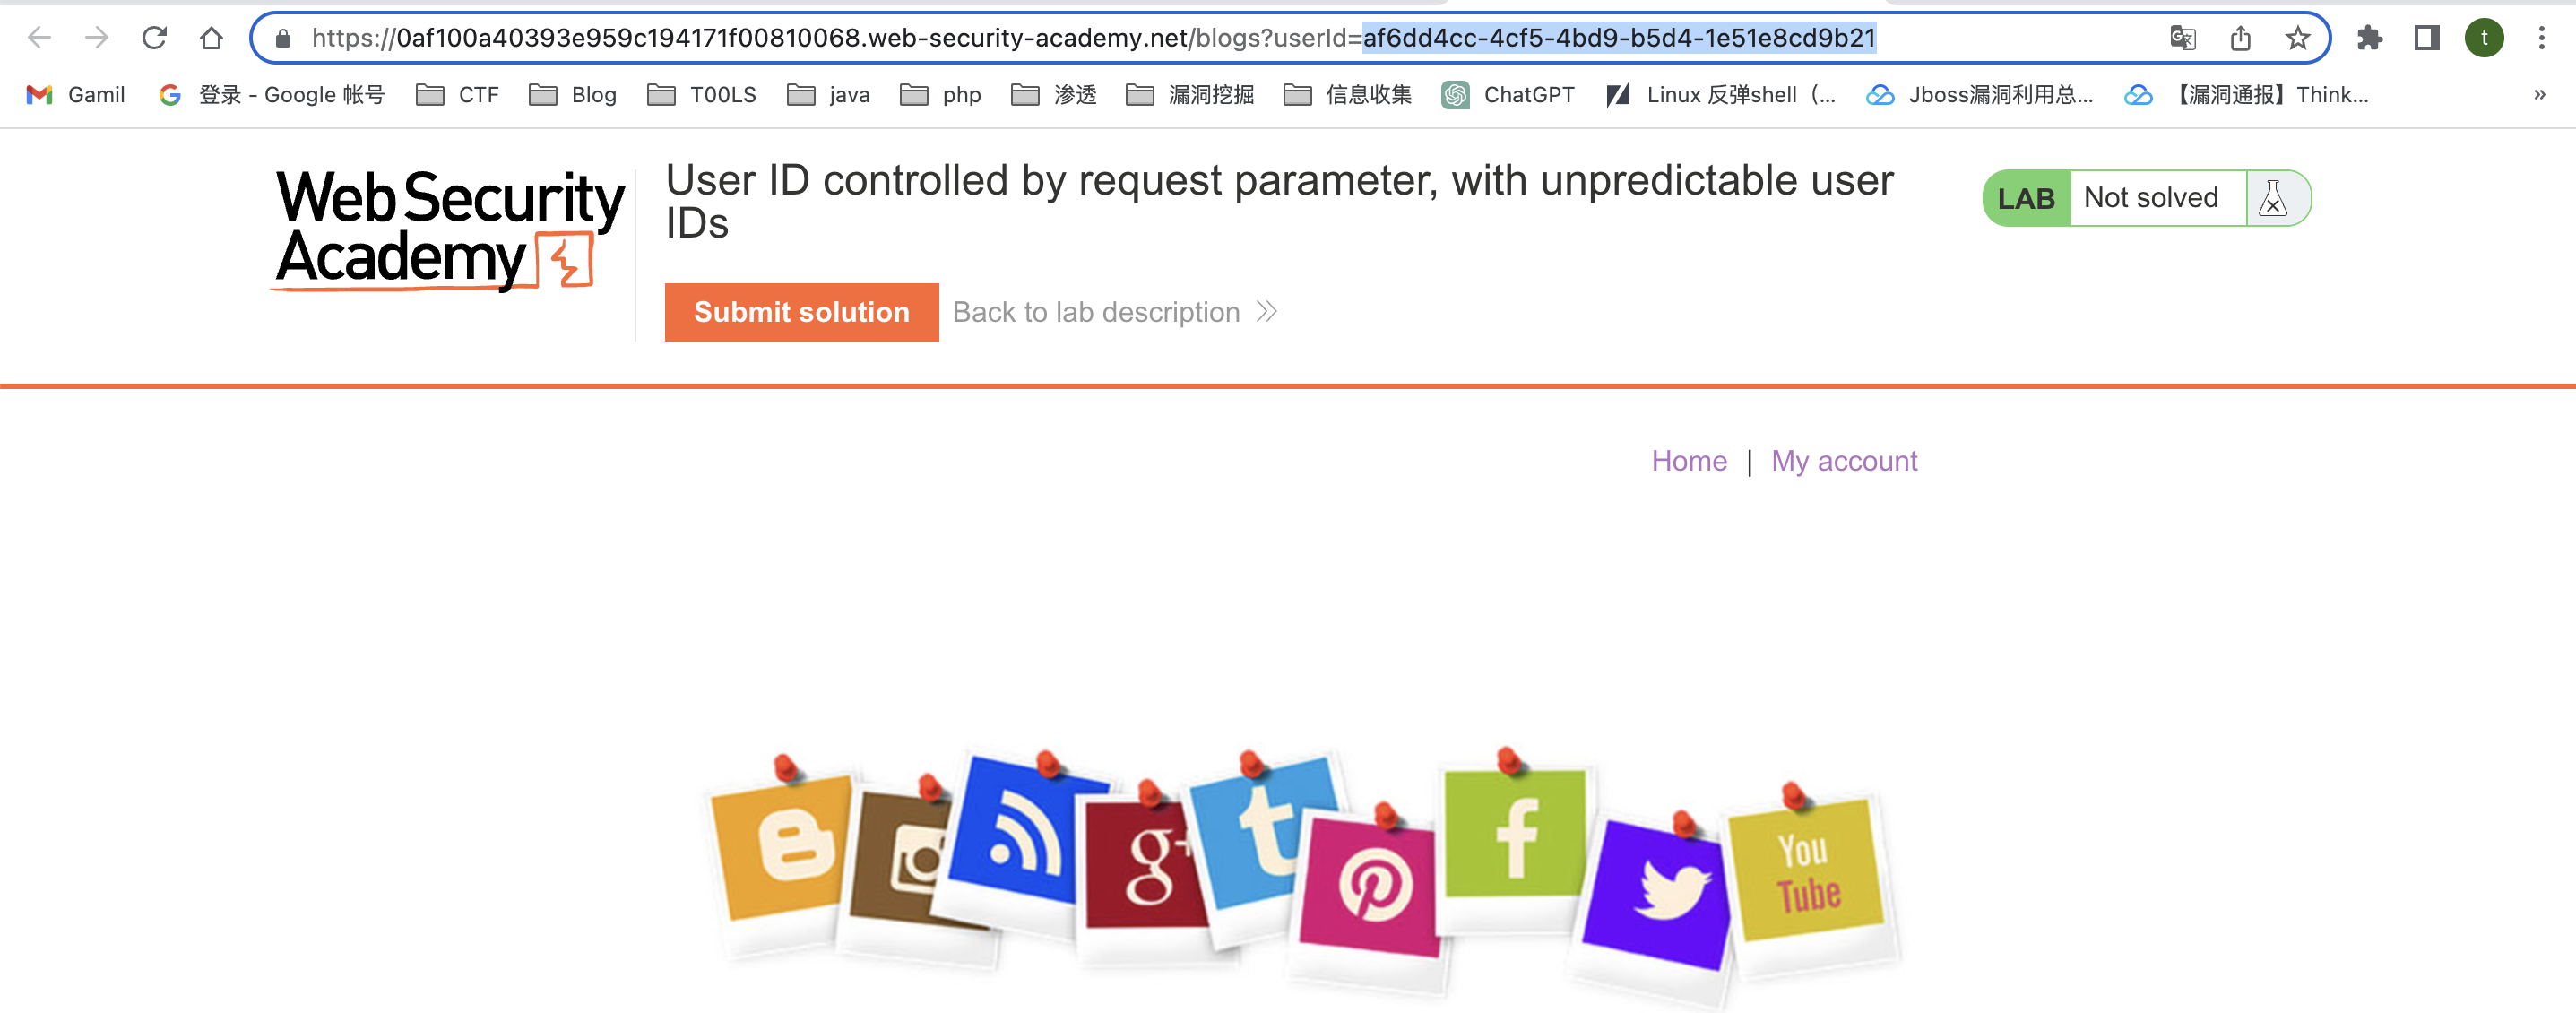 https://0af100a40393e959c194171f00810068.web-security-academy.net/blogs?userId=af6dd4cc-4cf5-4bd9-b5d4-1e51e8cd9b21
t
Gamil
登录 - Google 帐号
CTF
Blog
T00LS
java
php
渗透
漏洞挖掘
信息收集
ChatGPT
Linux 反弹shell（...
Jboss漏洞利用总...
【漏洞通报】Think...
»
Web Security
Academy
User ID controlled by request parameter, with unpredictable user
IDs
LAB
Not solved
Submit solution
Back to lab description
Home | My account
g+
t
f
You
Tube